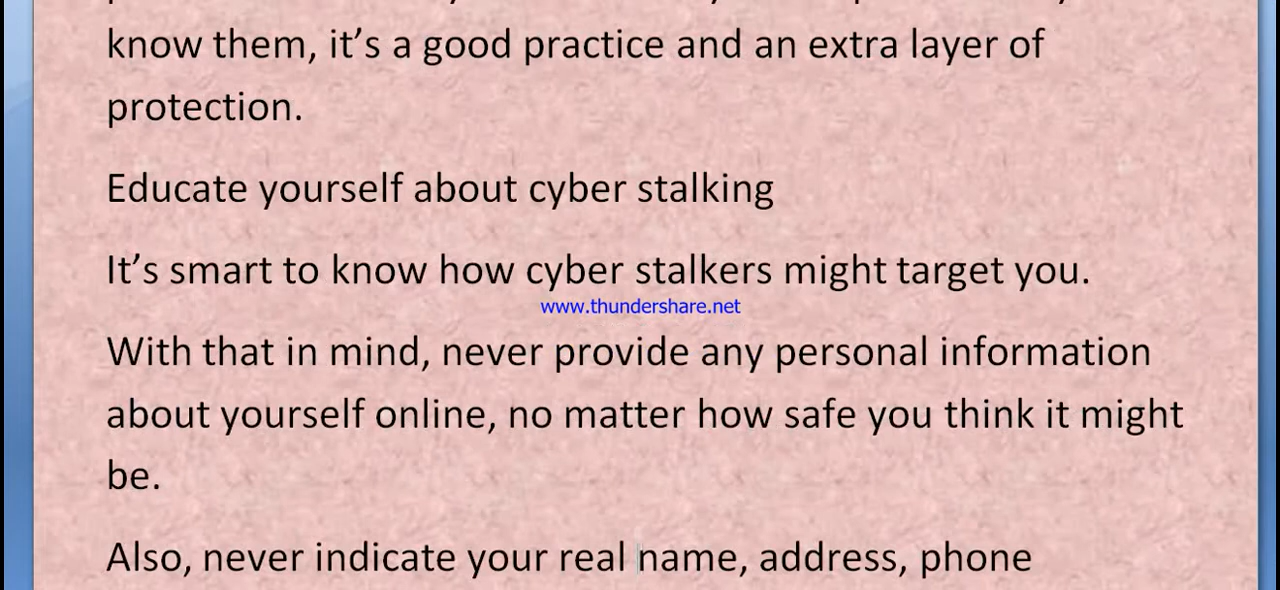 know them, it’s a good practice and an extra layer of
protection.
Educate yourself about cyber stalking
It’s smart to know how cyber stalkers might target you.
www.thundershare.net
With that in mind, never provide any personal information
about yourself online, no matter how safe you think it might
be.
Also, never indicate your real name, address, phone